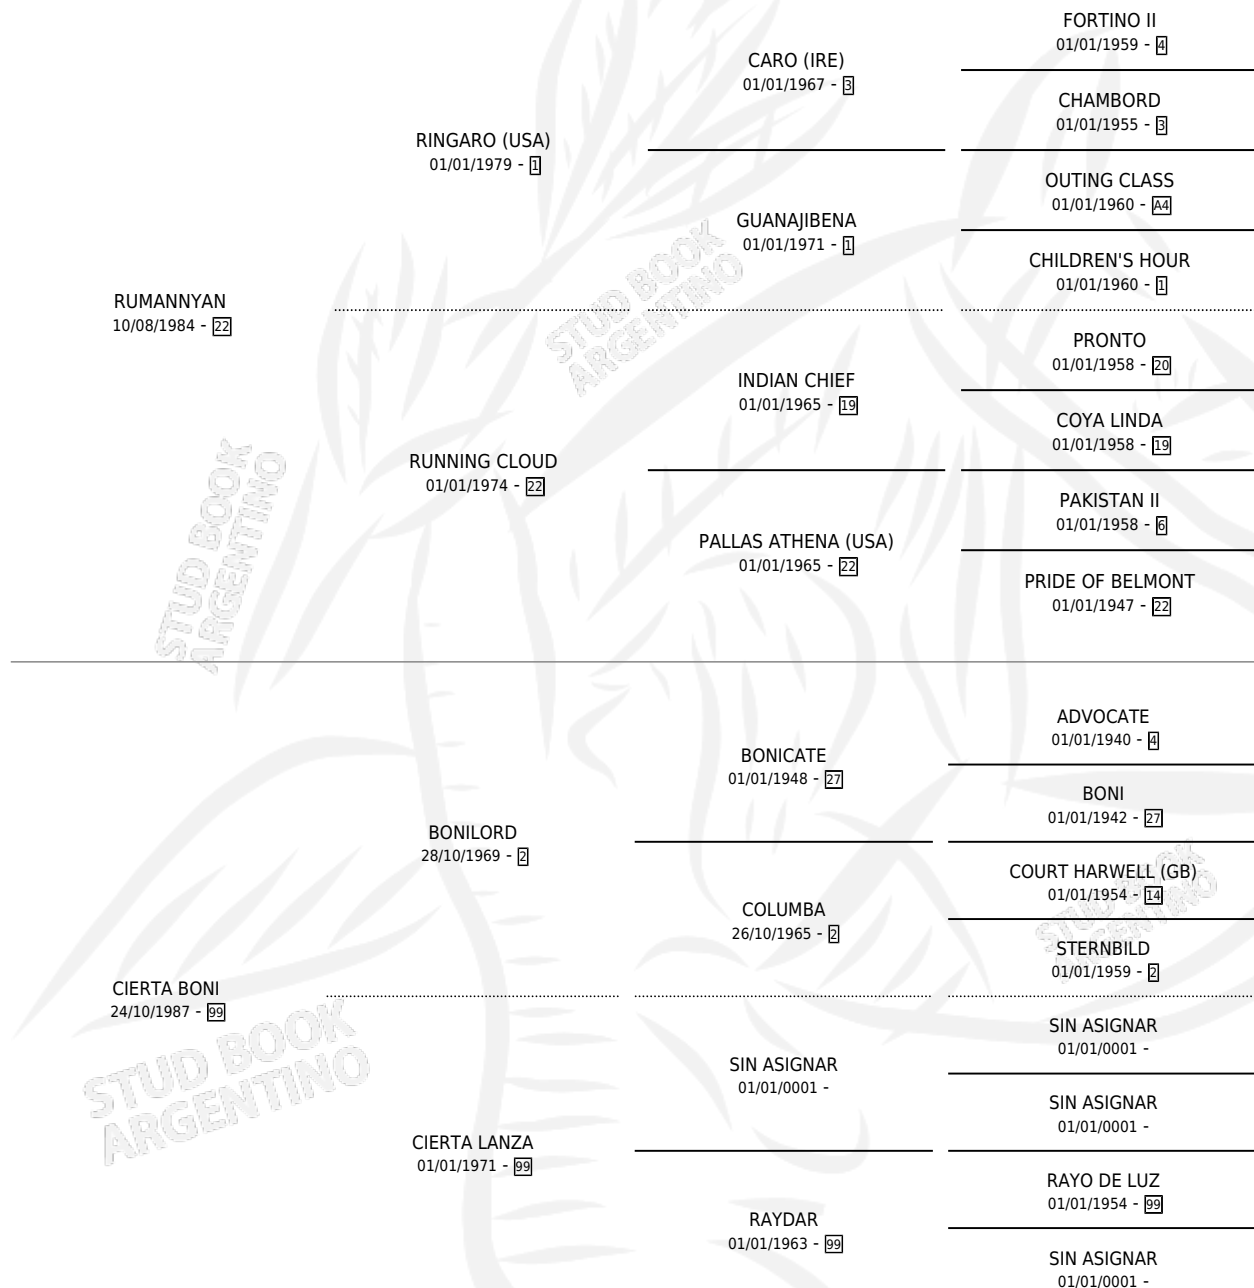 FORTINO II
01/01/1959 - 4
CARO (IRE)
01/01/1967 - 3
CHAMBORD
01/01/1955 - 3
RINGARO (USA)
01/01/1979 - 1
OUTING CLASS
01/01/1960 - A4
GUANAJIBENA
01/01/1971 - 1
CHILDREN'S HOUR
01/01/1960 - 1
RUMANNYAN
10/08/1984 - 22
PRONTO
01/01/1958 - 20
INDIAN CHIEF
01/01/1965 - 19
COYA LINDA
01/01/1958 - 19
RUNNING CLOUD
01/01/1974 - 22
PAKISTAN II
01/01/1958 - 6
PALLAS ATHENA (USA)
01/01/1965 - 22
PRIDE OF BELMONT
01/01/1947 - 22
ADVOCATE
01/01/1940 - 4
BONICATE
01/01/1948 - 27
BONI
01/01/1942 - 27
BONILORD
28/10/1969 - 2
COURT HARWELL (GB)
01/01/1954 - 14
COLUMBA
26/10/1965 - 2
STERNBILD
01/01/1959 - 2
CIERTA BONI
24/10/1987 - 99
SIN ASIGNAR
01/01/0001 -
SIN ASIGNAR
01/01/0001 -
SIN ASIGNAR
01/01/0001 -
CIERTA LANZA
01/01/1971 - 99
RAYO DE LUZ
01/01/1954 - 99
RAYDAR
01/01/1963 - 99
SIN ASIGNAR
01/01/0001 -
STUD BOOK
ARGENTINO
STUD BOOK
ARGENTINO
STUD BOOK
ARGENTINO
STUD BOOK
ARGENTINO